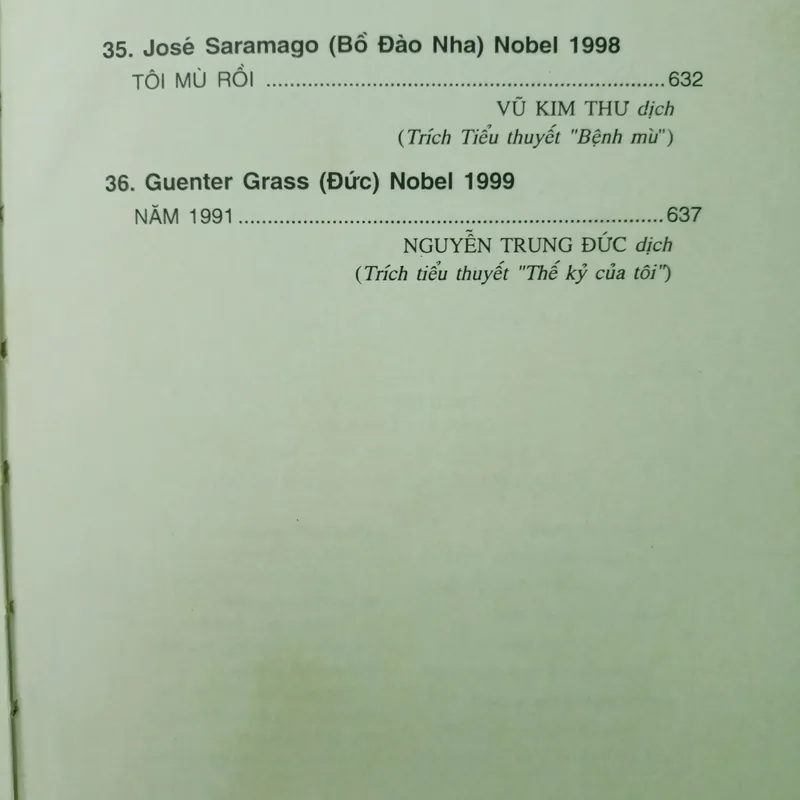 35. José Saramago (Bồ Đào Nha) Nobel 1998
TÔI MÙ RỒI ................................................................632
VŨ KIM THƯ dịch
(Trích Tiểu thuyết "Bệnh mù")
36. Guenter Grass (Đức) Nobel 1999
NĂM 1991....................................................................637
NGUYỄN TRUNG ĐỨC dịch
(Trích tiểu thuyết "Thế kỷ của tôi")